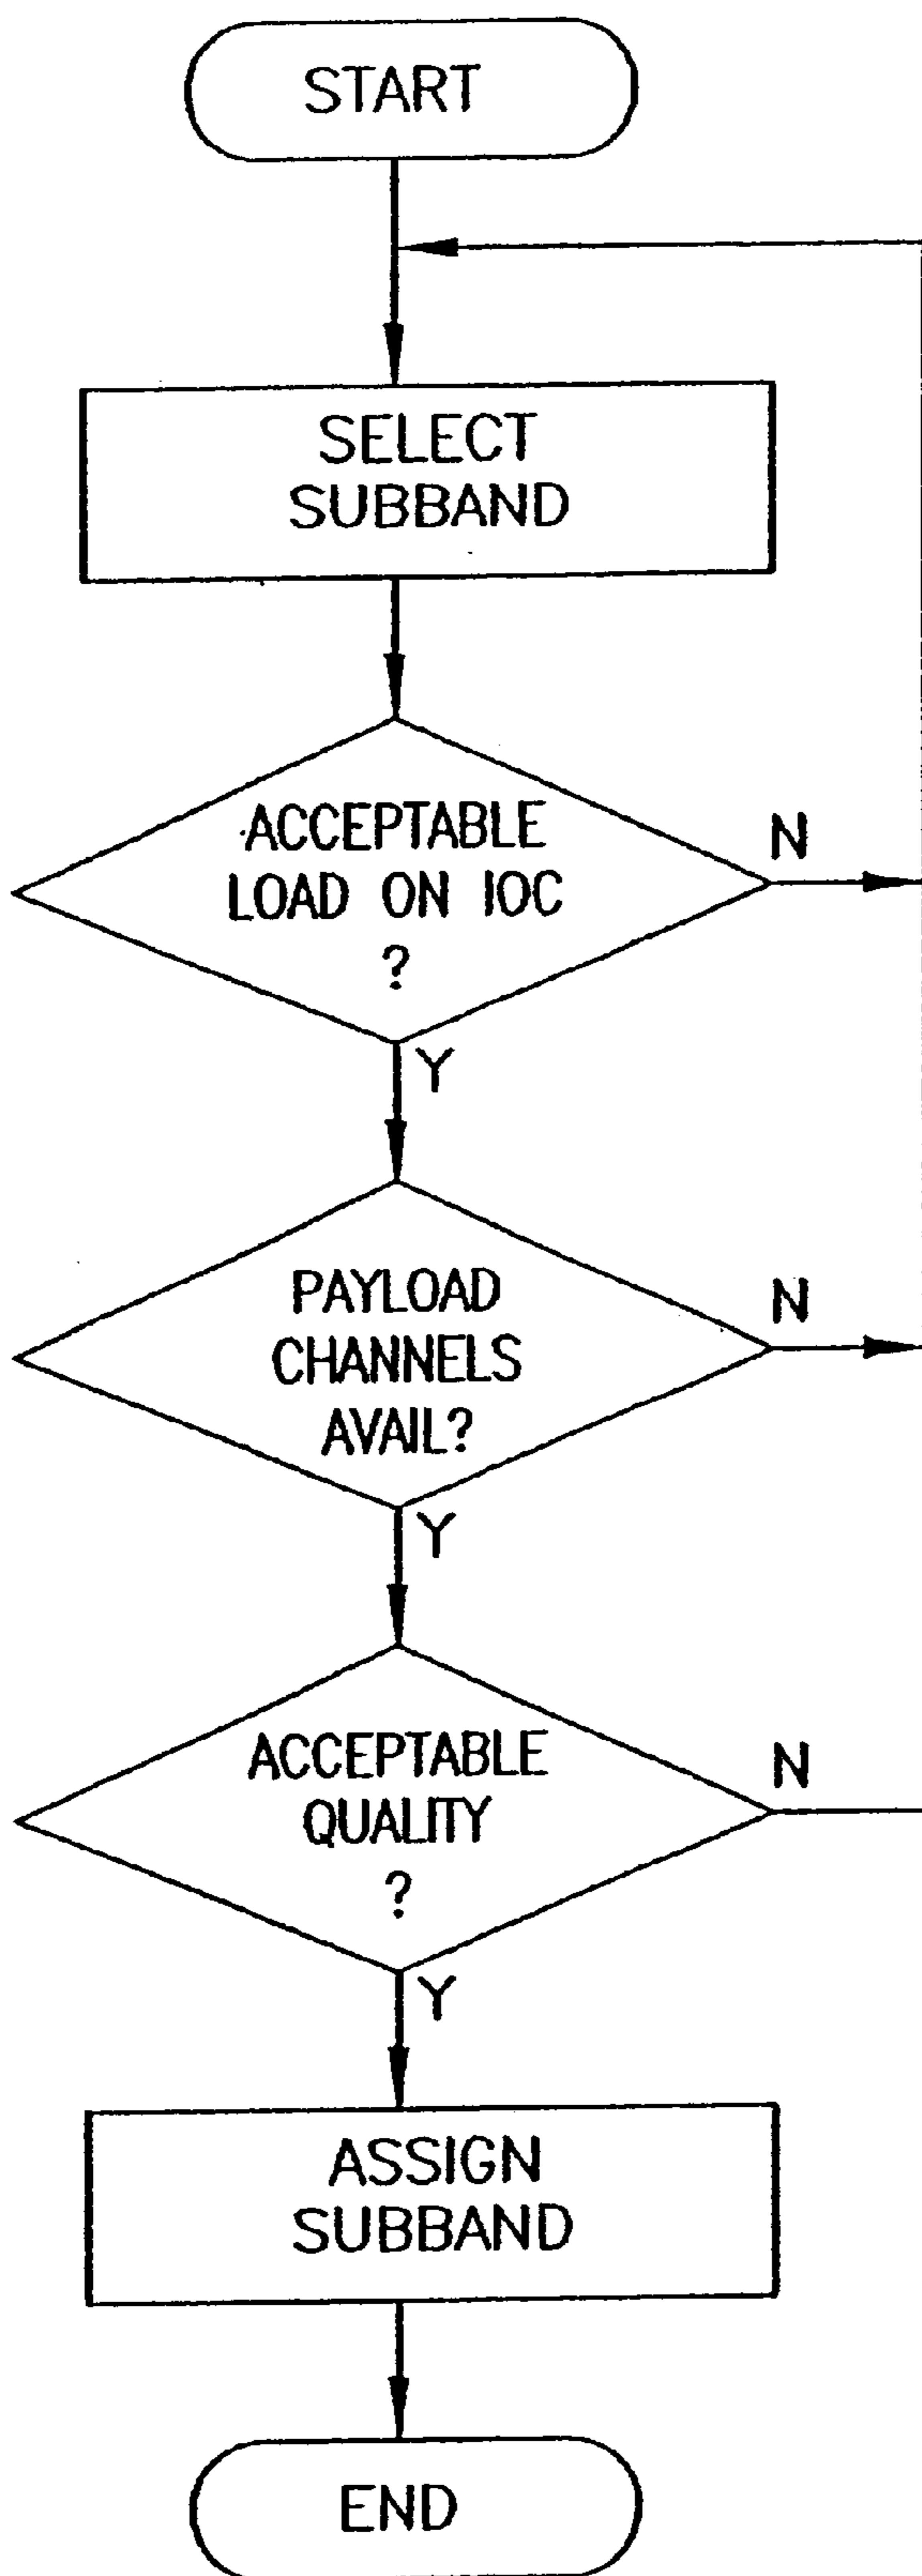 START
SELECT
SUBBAND
ACCEPTABLE
LOAD ON IOC
?
N
Y
PAYLOAD
CHANNELS
AVAIL?
N
Y
ACCEPTABLE
QUALITY
?
N
Y
ASSIGN
SUBBAND
END